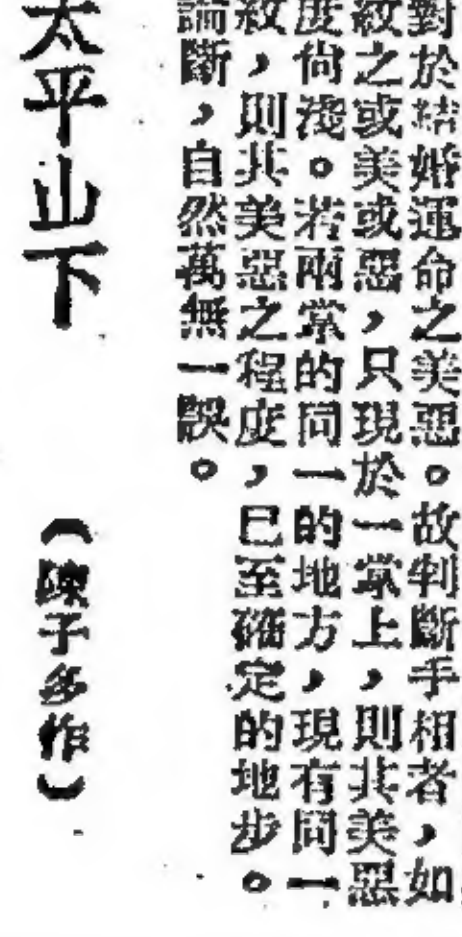 對於結婚運命之美惡。故判斷手相者，如
紋之或美或惡，只現於一掌上，則其美惡
度尙淺。若兩掌的同一的地方，現有同一
紋，則其美惡之程度，已至確定的地步。
論斷，自然萬無一誤。
太平山下
（陳子多作）